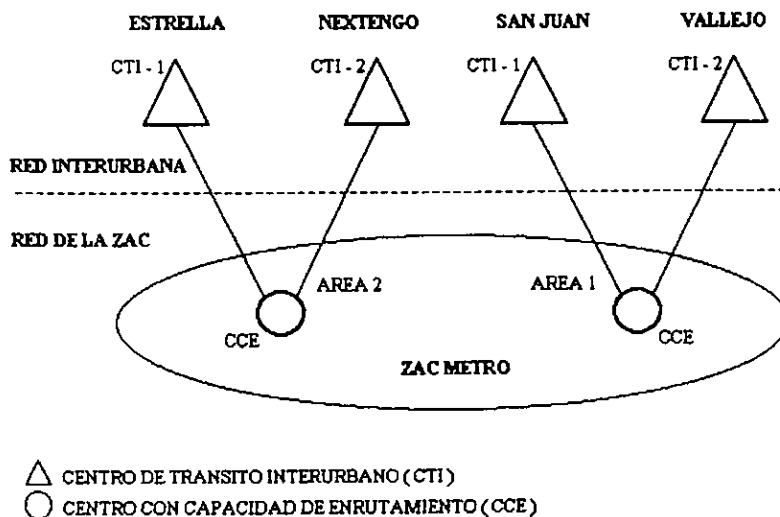 ESTRELLA NEXTENGO SAN JUAN VALLEJO
CTI - 1 CTI - 2 CTI - 1 CTI - 2
RED INTERURBANA
RED DE LA ZAC
AREA 2 AREA 1
CCE CCE
ZAC METRO
CENTRO DE TRANSITO INTERURBANO ( CTI )
CENTRO CON CAPACIDAD DE ENRUTAMIENTO ( CCE )